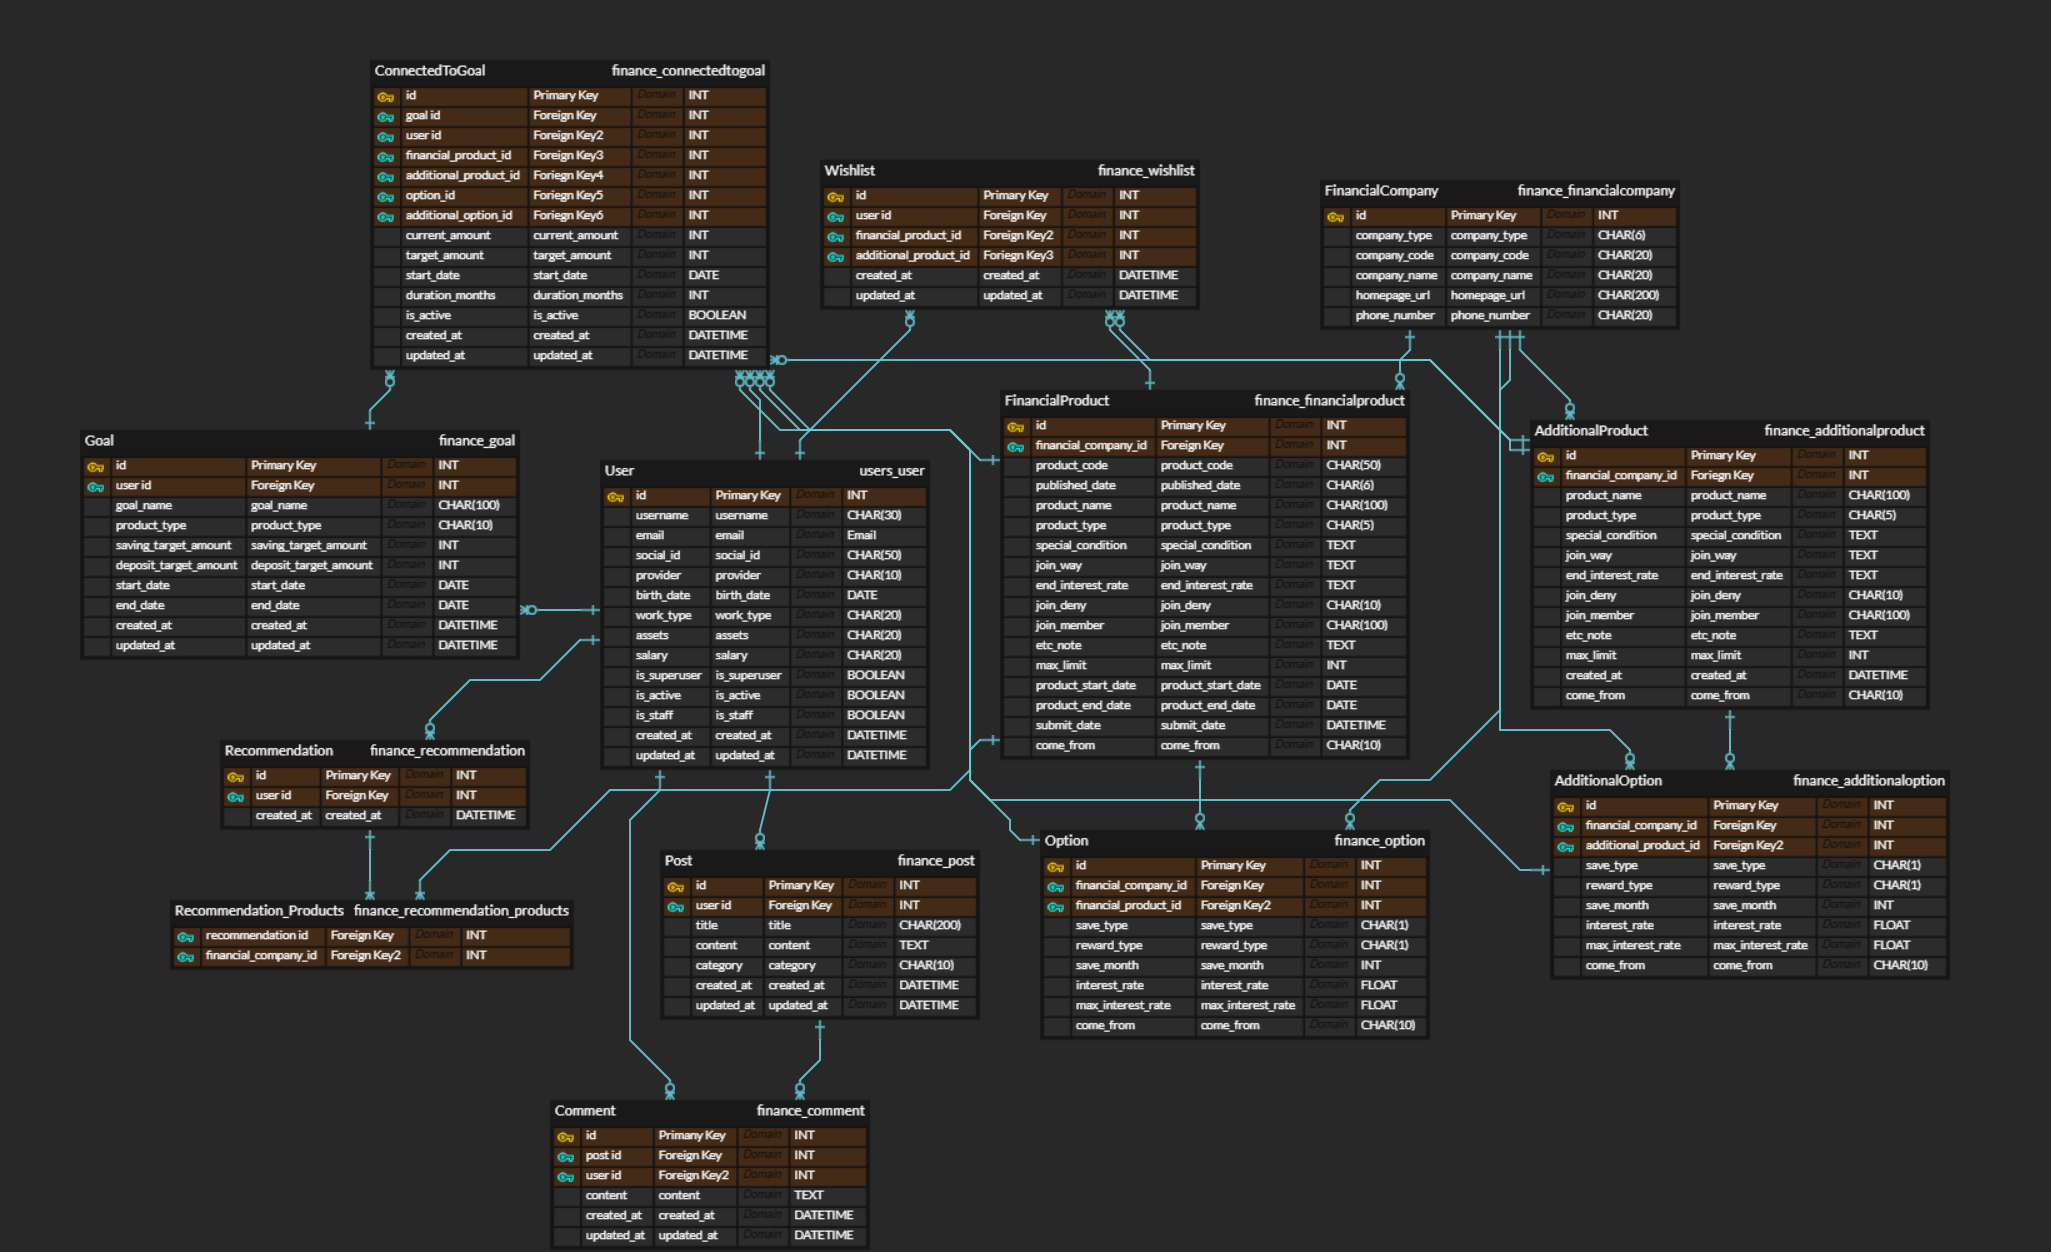 ConnectedToGoal finance_connectedtogoal
id Primary Key Domain INT
goal id Foreign Key Domain INT
user id Foreign Key2 Domain INT
financial_product_id Foreign Key3 Domain INT
additional_product_id Foriegn Key4 Domain INT
option_id Foriegn Key5 Domain INT
additional_option_id Foriegn Key6 Domain INT
current_amount current_amount Domain INT
target_amount target_amount Domain INT
start_date start_date Domain DATE
duration_months duration_months Domain INT
is_active is_active Domain BOOLEAN
created_at created_at Domain DATETIME
updated_at updated_at Domain DATETIME
Wishlist finance_wishlist
id Primary Key Domain INT
user id Foreign Key Domain INT
financial_product_id Foreign Key2 Domain INT
additional_product_id Foriegn Key3 Domain INT
created_at created_at Domain DATETIME
updated_at updated_at Domain DATETIME
FinancialCompany finance_financialcompany
id Primary Key Domain INT
company_type company_type Domain CHAR(6)
company_code company_code Domain CHAR(20)
company_name company_name Domain CHAR(20)
homepage_url homepage_url Domain CHAR(200)
phone_number phone_number Domain CHAR(20)
Goal finance_goal
id Primary Key Domain INT
user id Foreign Key Domain INT
goal_name goal_name Domain CHAR(100)
product_type product_type Domain CHAR(10)
saving_target_amount saving_target_amount Domain INT
deposit_target_amount deposit_target_amount Domain INT
start_date start_date Domain DATE
end_date end_date Domain DATE
created_at created_at Domain DATETIME
updated_at updated_at Domain DATETIME
User users_user
id Primary Key Domain INT
username username Domain CHAR(30)
email email Domain Email
social_id social_id Domain CHAR(50)
provider provider Domain CHAR(10)
birth_date birth_date Domain DATE
work_type work_type Domain CHAR(20)
assets assets Domain CHAR(20)
salary salary Domain CHAR(20)
is_superuser is_superuser Domain BOOLEAN
is_active is_active Domain BOOLEAN
is_staff is_staff Domain BOOLEAN
created_at created_at Domain DATETIME
updated_at updated_at Domain DATETIME
FinancialProduct finance_financialproduct
id Primary Key Domain INT
financial_company_id Foreign Key Domain INT
product_code product_code Domain CHAR(50)
published_date published_date Domain CHAR(6)
product_name product_name Domain CHAR(100)
product_type product_type Domain CHAR(5)
special_condition special_condition Domain TEXT
join_way join_way Domain TEXT
end_interest_rate end_interest_rate Domain TEXT
join_deny join_deny Domain CHAR(10)
join_member join_member Domain CHAR(100)
etc_note etc_note Domain TEXT
max_limit max_limit Domain INT
product_start_date product_start_date Domain DATE
product_end_date product_end_date Domain DATE
submit_date submit_date Domain DATETIME
come_from come_from Domain CHAR(10)
AdditionalProduct finance_additionalproduct
id Primary Key Domain INT
financial_company_id Foriegn Key Domain INT
product_name product_name Domain CHAR(100)
product_type product_type Domain CHAR(5)
special_condition special_condition Domain TEXT
join_way join_way Domain TEXT
end_interest_rate end_interest_rate Domain TEXT
join_deny join_deny Domain CHAR(10)
join_member join_member Domain CHAR(100)
etc_note etc_note Domain TEXT
max_limit max_limit Domain INT
created_at created_at Domain DATETIME
come_from come_from Domain CHAR(10)
Recommendation finance_recommendation
id Primary Key Domain INT
user id Foreign Key Domain INT
created_at created_at Domain DATETIME
Recommendation_Products finance_recommendation_products
recommendation id Foreign Key Domain INT
financial_company_id Foreign Key2 Domain INT
Post finance_post
id Primary Key Domain INT
user id Foreign Key Domain INT
title title Domain CHAR(200)
content content Domain TEXT
category category Domain CHAR(10)
created_at created_at Domain DATETIME
updated_at updated_at Domain DATETIME
Option finance_option
id Primary Key Domain INT
financial_company_id Foreign Key Domain INT
financial_product_id Foreign Key2 Domain INT
save_type save_type Domain CHAR(1)
reward_type reward_type Domain CHAR(1)
save_month save_month Domain INT
interest_rate interest_rate Domain FLOAT
max_interest_rate max_interest_rate Domain FLOAT
come_from come_from Domain CHAR(10)
AdditionalOption finance_additionaloption
id Primary Key Domain INT
financial_company_id Foreign Key Domain INT
additional_product_id Foreign Key2 Domain INT
save_type save_type Domain CHAR(1)
reward_type reward_type Domain CHAR(1)
save_month save_month Domain INT
interest_rate interest_rate Domain FLOAT
max_interest_rate max_interest_rate Domain FLOAT
come_from come_from Domain CHAR(10)
Comment finance_comment
id Primany Key Domain INT
post id Foreign Key Domain INT
user id Foreign Key2 Domain INT
content content Domain TEXT
created_at created_at Domain DATETIME
updated_at updated_at Domain DATETIME